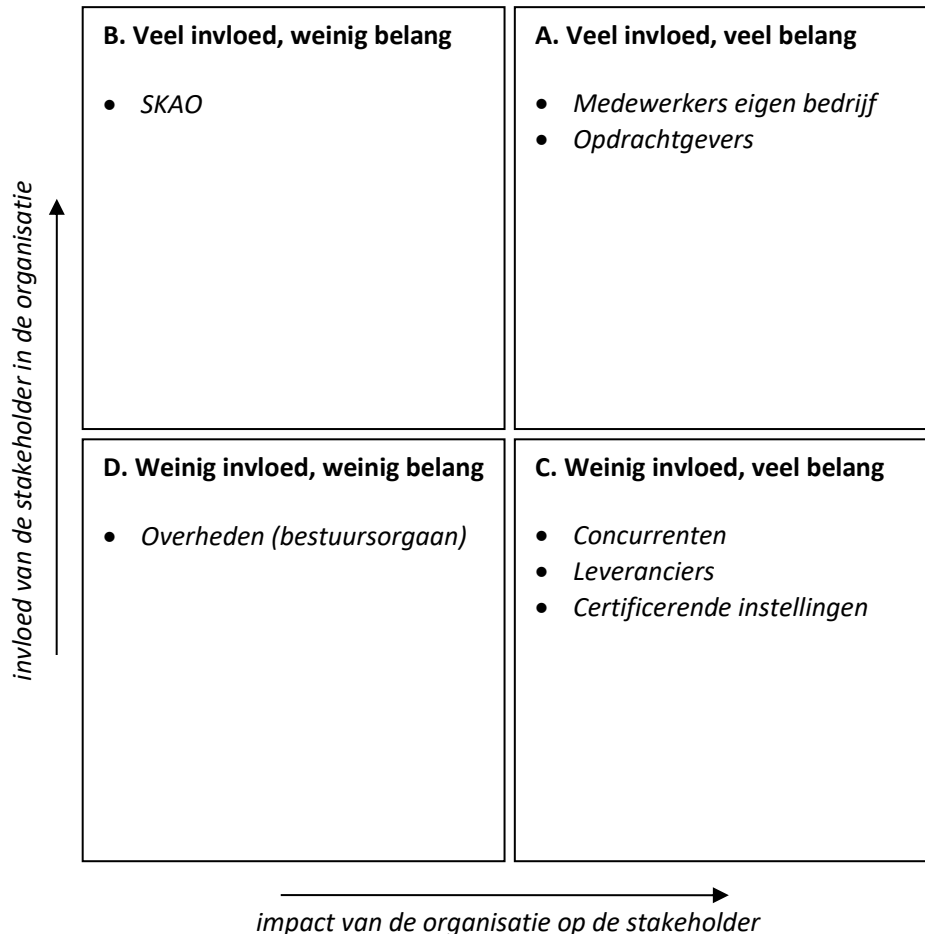 B. Veel invloed, weinig belang
• SKAO
A. Veel invloed, veel belang
• Medewerkers eigen bedrijf
• Opdrachtgevers
invloed van de stakeholder in de organisatie
D. Weinig invloed, weinig belang
• Overheden (bestuursorgaan)
C. Weinig invloed, veel belang
• Concurrenten
• Leveranciers
• Certificerende instellingen
impact van de organisatie op de stakeholder